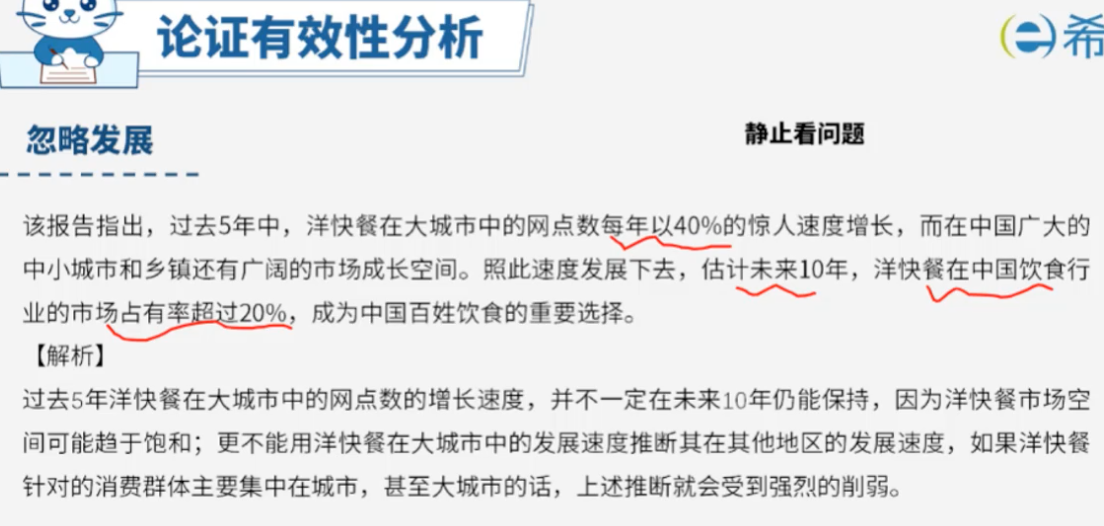 论证有效性分析
希
忽略发展
静止看问题
该报告指出，过去5年中，洋快餐在大城市中的网点数每年以40%的惊人速度增长，而在中国广大的
中小城市和乡镇还有广阔的市场成长空间。照此速度发展下去，估计未来10年，洋快餐在中国饮食行
业的市场占有率超过20%，成为中国百姓饮食的重要选择。
【解析】
过去5年洋快餐在大城市中的网点数的增长速度，并不一定在未来10年仍能保持，因为洋快餐市场空
间可能趋于饱和；更不能用洋快餐在大城市中的发展速度推断其在其他地区的发展速度，如果洋快餐
针对的消费群体主要集中在城市，甚至大城市的话，上述推断就会受到强烈的削弱。